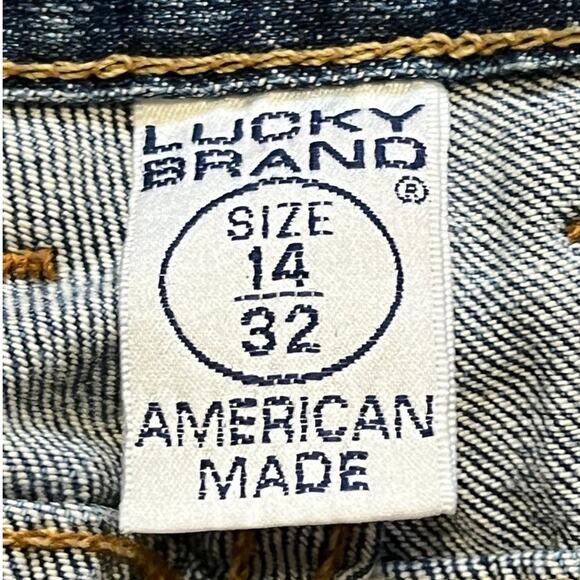 LUCKY
BRAND
®
SIZE
14
32
AMERICAN
MADE